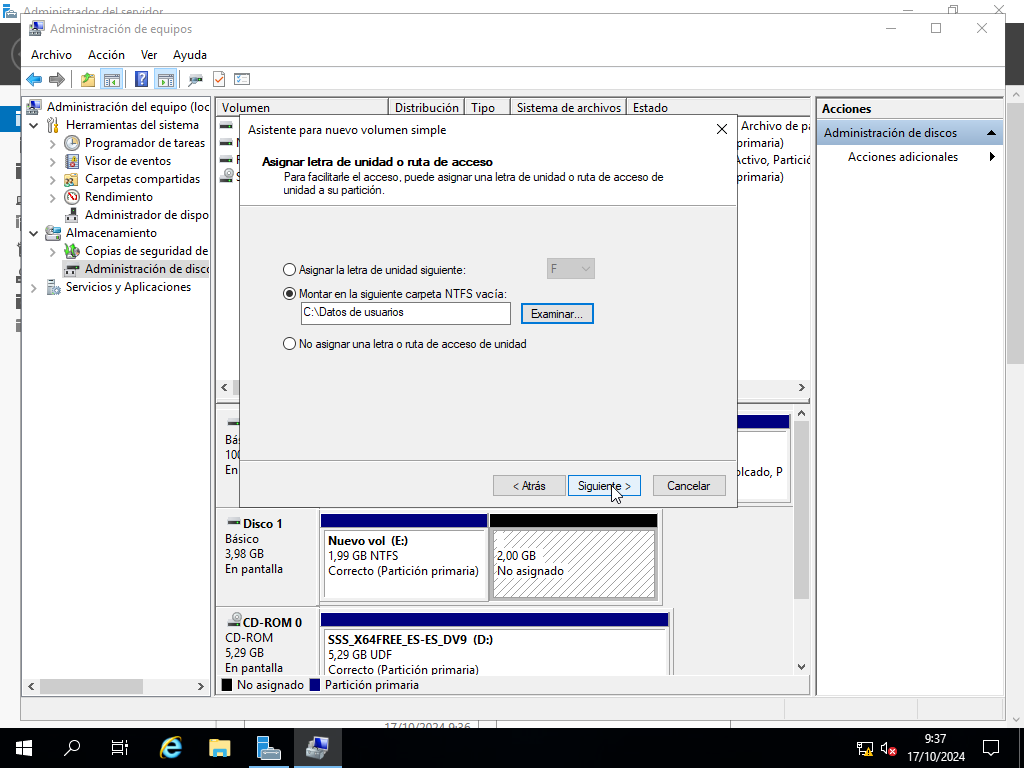 Administrador del servidor
Administración de equipos
Archivo Acción Ver Ayuda
Administración del equipo (loc
Herramientas del sistema
Programador de tareas
Visor de eventos
Carpetas compartidas
Rendimiento
Administrador de dispo
Almacenamiento
Copias de seguridad de
Administración de disco
Servicios y Aplicaciones
Volumen Distribución Tipo Sistema de archivos Estado
Archivo de pa
primaria)
Activo, Partició
primaria)
Acciones
Administración de discos
Acciones adicionales
Asistente para nuevo volumen simple
Asignar letra de unidad o ruta de acceso
Para facilitarle el acceso, puede asignar una letra de unidad o ruta de acceso de
unidad a su partición.
Asignar la letra de unidad siguiente: F
Montar en la siguiente carpeta NTFS vacía:
C:\Datos de usuarios Examinar...
No asignar una letra o ruta de acceso de unidad
< Atrás Siguiente > Cancelar
Bá
100
En
olcado, P
Disco 1
Básico
3,98 GB
En pantalla
Nuevo vol (E:)
1,99 GB NTFS
Correcto (Partición primaria)
2,00 GB
No asignado
CD-ROM 0
CD-ROM
5,29 GB
En pantalla
SSS_X64FREE_ES-ES_DV9 (D:)
5,29 GB UDF
Correcto (Partición primaria)
No asignado Partición primaria
17/10/2024 9:36
9:37
17/10/2024